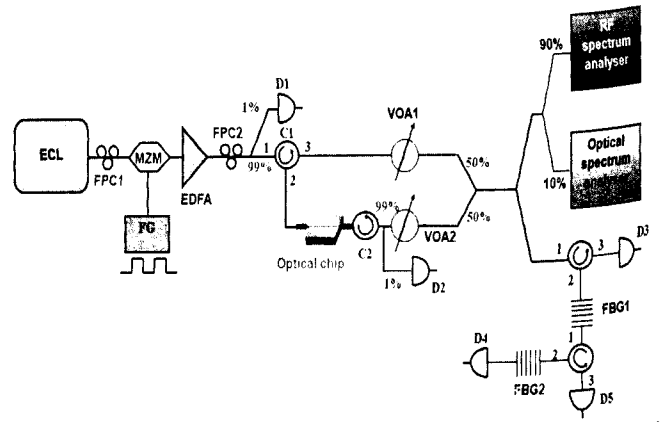 ECL
FPC1
MZM
FG
EDFA
FPC2
1%
99%
D1
C1
1
2
3
Optical chip
C2
99%
1%
D2
VOA1
VOA2
50%
50%
90%
10%
RF
spectrum
analyser
Optical
spectrum
1
2
3
D3
FBG1
1
2
3
D4
FBG2
D5